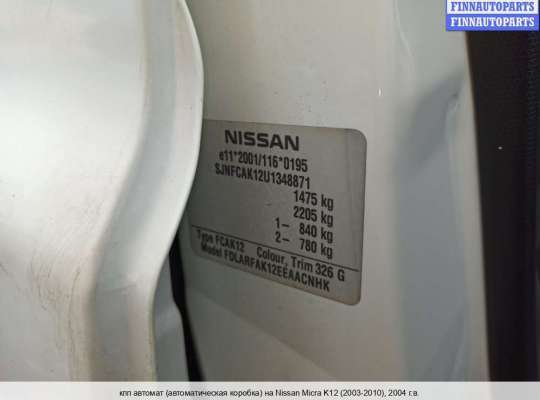 FINNAUTOPARTS
FINNAUTOPARTS
NISSAN
e11*2001/116*0195
SJNFCAK12U1348871
1475 kg
2205 kg
1– 840 kg
2– 780 kg
Type FCAK12 Colour, Trim 326 G
Model FDLARFAK12EEAACNHK
кпп автомат (автоматическая коробка) на Nissan Micra K12 (2003-2010), 2004 г.в.